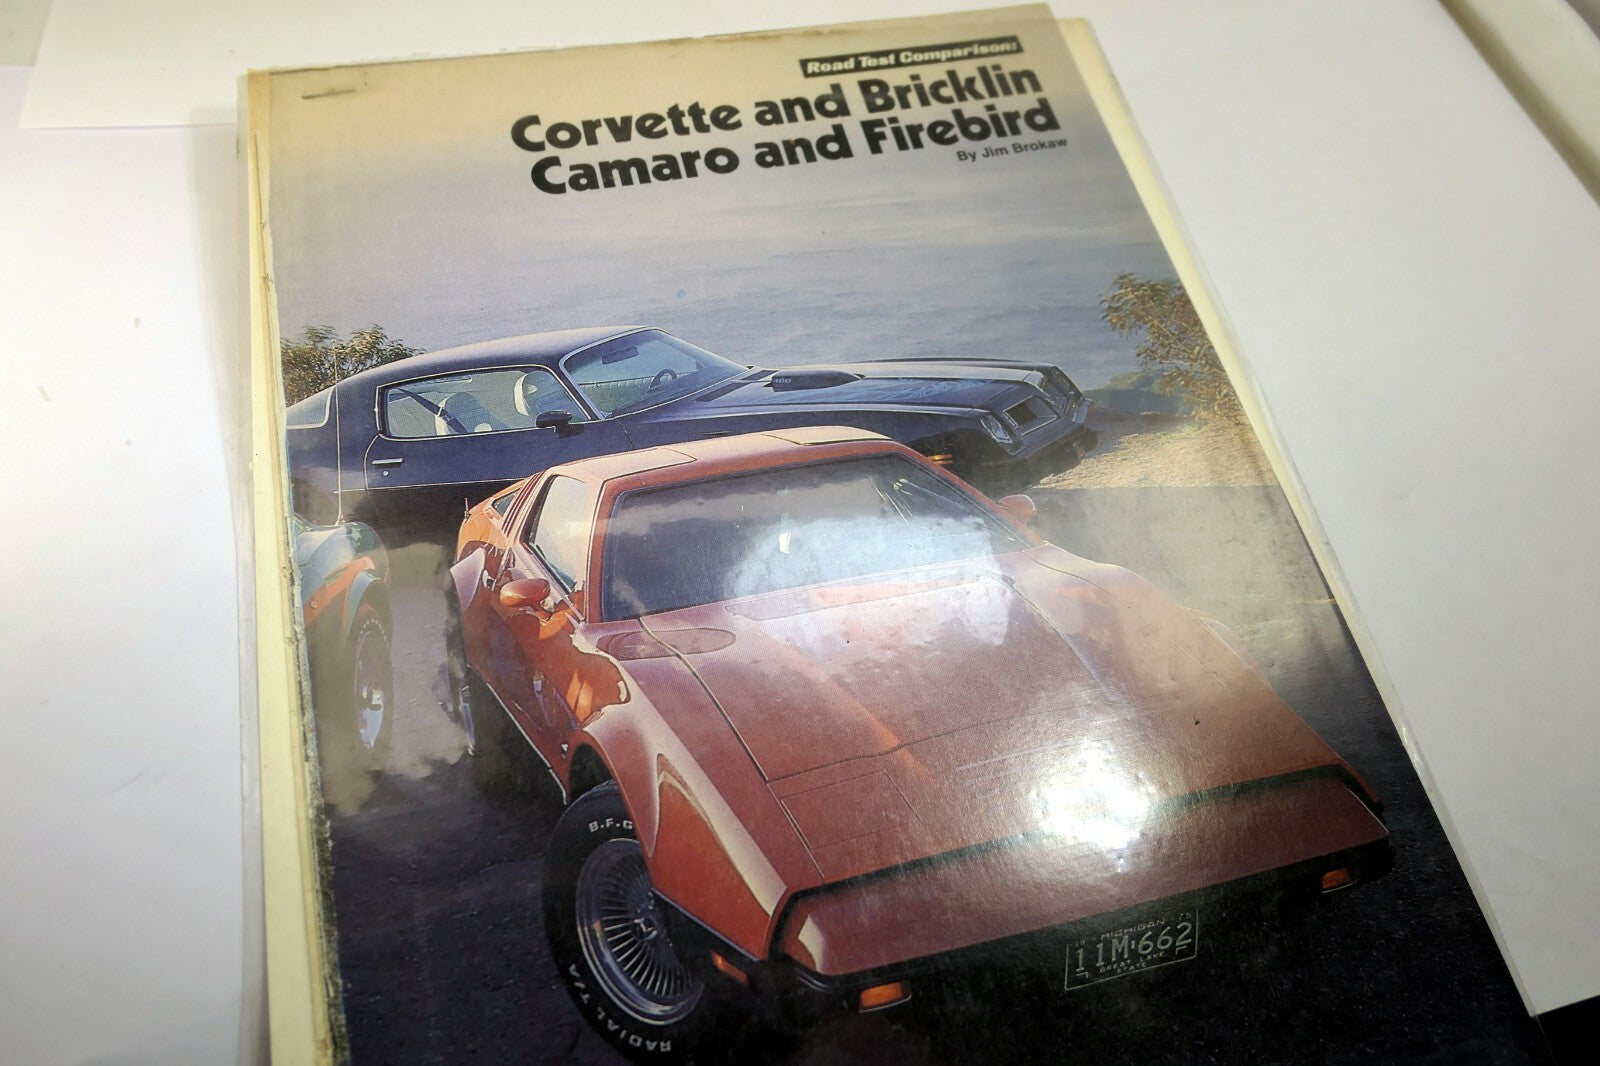 Road Test Comparison:
Corvette and Bricklin
Camaro and Firebird
By Jim Brokaw
400
B.F.G
RADIAL T/A
MICHIGAN 75
11M·662
GREAT LAKE
STATE